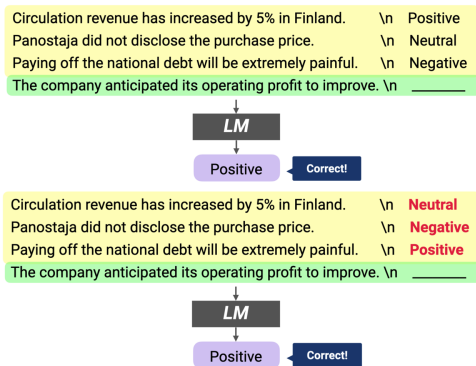 Circulation revenue has increased by 5% in Finland. \n Positive
Panostaja did not disclose the purchase price. \n Neutral
Paying off the national debt will be extremely painful. \n Negative
The company anticipated its operating profit to improve. \n ______
LM
Positive Correct!
Circulation revenue has increased by 5% in Finland. \n Neutral
Panostaja did not disclose the purchase price. \n Negative
Paying off the national debt will be extremely painful. \n Positive
The company anticipated its operating profit to improve. \n ______
LM
Positive Correct!